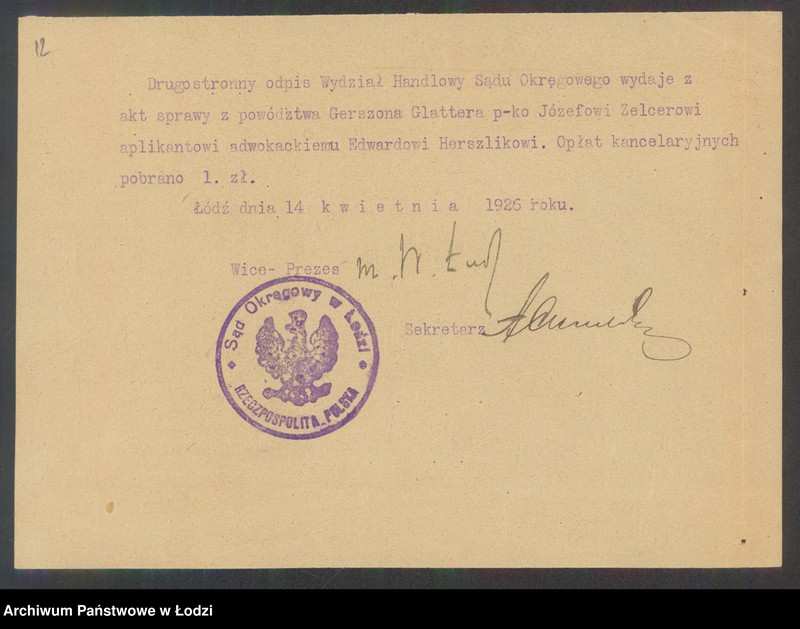 12
Drugostronny odpis Wydział Handlowy Sądu Okręgowego wydaje z
akt sprawy z powództwa Gerszona Glattera p-ko Józefowi Zelcerowi
aplikantowi adwokackiemu Edwardowi Herszlikowi. Opłat kancelaryjnych
pobrano 1. zł.
Łódź dnia 14 kwietnia 1926 roku.
Wice- Prezes
Sąd Okręgowy w Łodzi
RZECZPOSPOLITA POLSKA
Sekretarz
Archiwum Państwowe w Łodzi